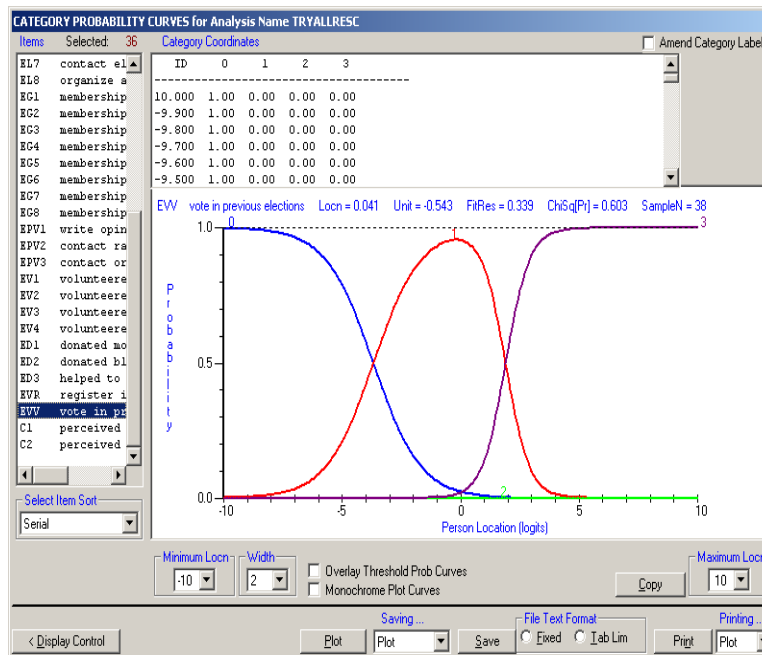 CATEGORY PROBABILITY CURVES for Analysis Name TRYALLRESC
Items Selected: 36 Category Coordinates Amend Category Label
EL7 contact el
EL8 organize a
EG1 membership
EG2 membership
EG3 membership
EG4 membership
EG5 membership
EG6 membership
EG7 membership
EG8 membership
EPV1 write opin
EPV2 contact ra
EPV3 contact or
EV1 volunteere
EV2 volunteere
EV3 volunteere
EV4 volunteere
ED1 donated mo
ED2 donated bl
ED3 helped to
EVR register i
EVV vote in pr
C1 perceived
C2 perceived
Select Item Sort
Serial
ID 0 1 2 3
10.000 1.00 0.00 0.00 0.00
-9.900 1.00 0.00 0.00 0.00
-9.800 1.00 0.00 0.00 0.00
-9.700 1.00 0.00 0.00 0.00
-9.600 1.00 0.00 0.00 0.00
-9.500 1.00 0.00 0.00 0.00
EVV vote in previous elections Locn = 0.041 Unit = -0.543 FitRes = 0.339 ChiSq[Pr] = 0.603 SampleN = 38
1.0
0
1
3
Probability
0.5
2
0.0
-10 -5 0 5 10
Person Location (logits)
Minimum Locn Width Maximum Locn
-10 2 10
Overlay Threshold Prob Curves
Monochrome Plot Curves
Copy
Saving ... File Text Format Printing ...
< Display Control Plot Plot Save Fixed Tab Lim Print Plot